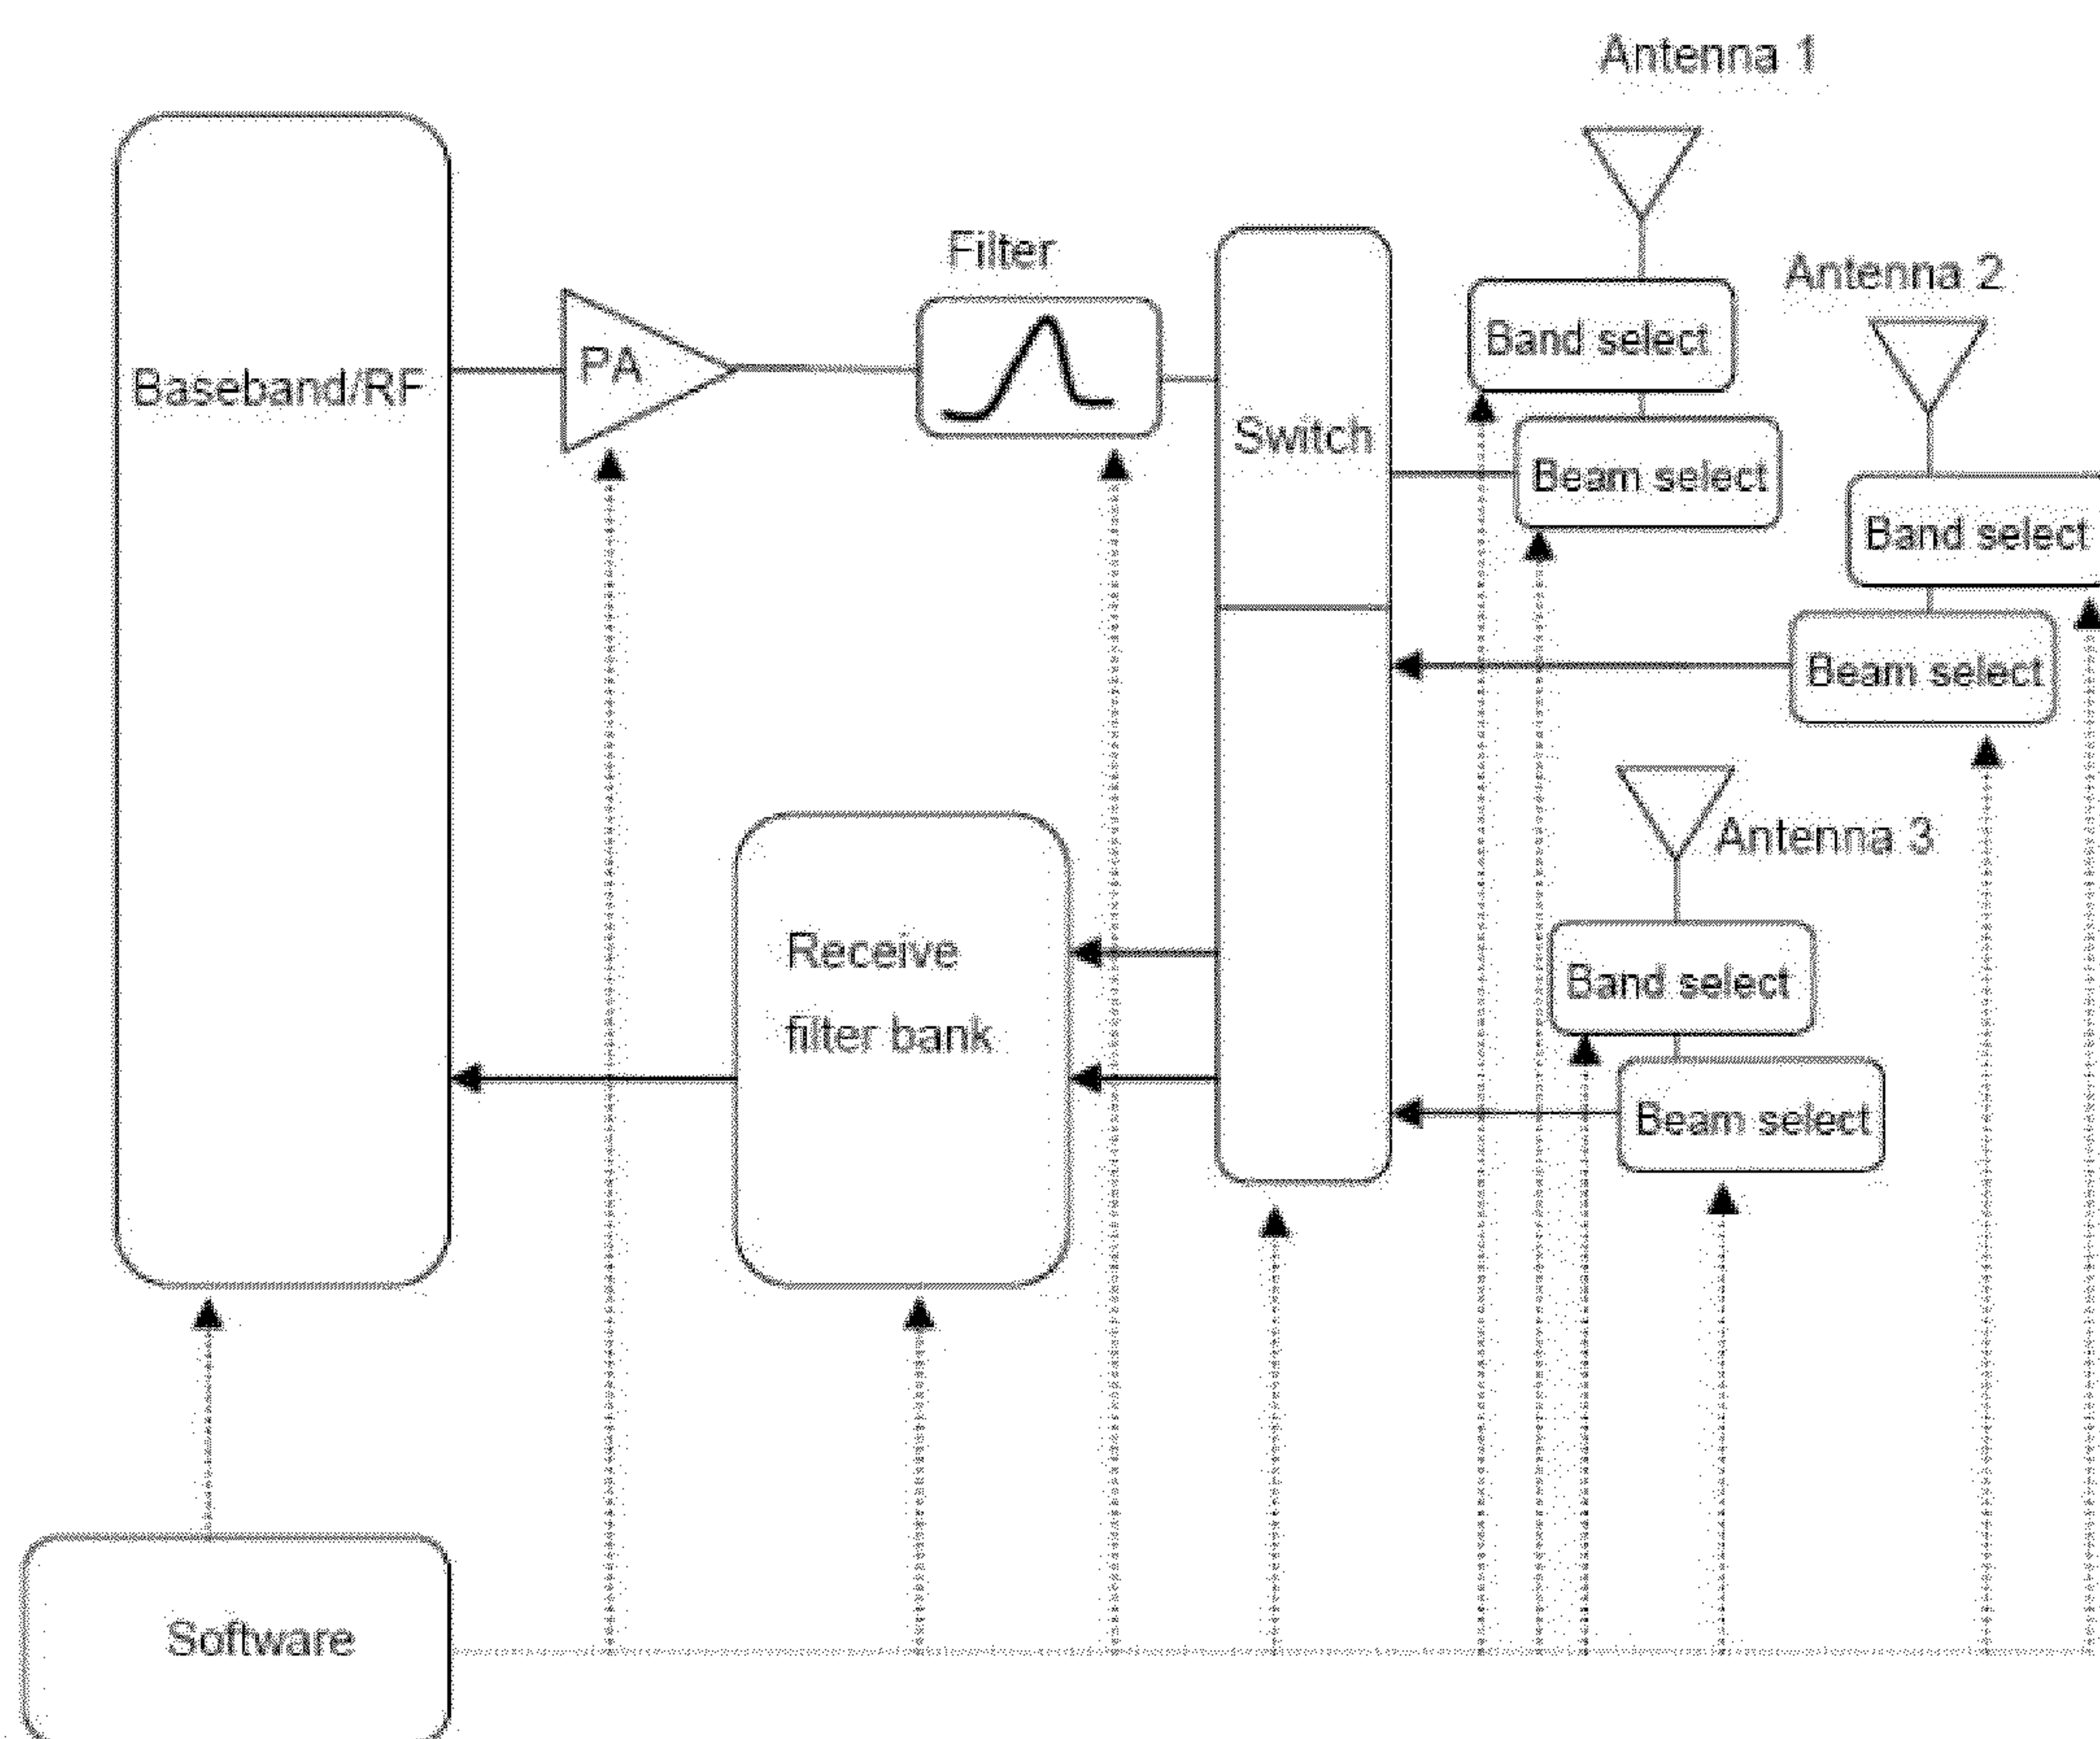 Antenna 1
Filter
Antenna 2
Band select
PA
Baseband/RF
Switch
Beam select
Band select
Beam select
Antenna 3
Receive
filter bank
Band select
Beam select
Software